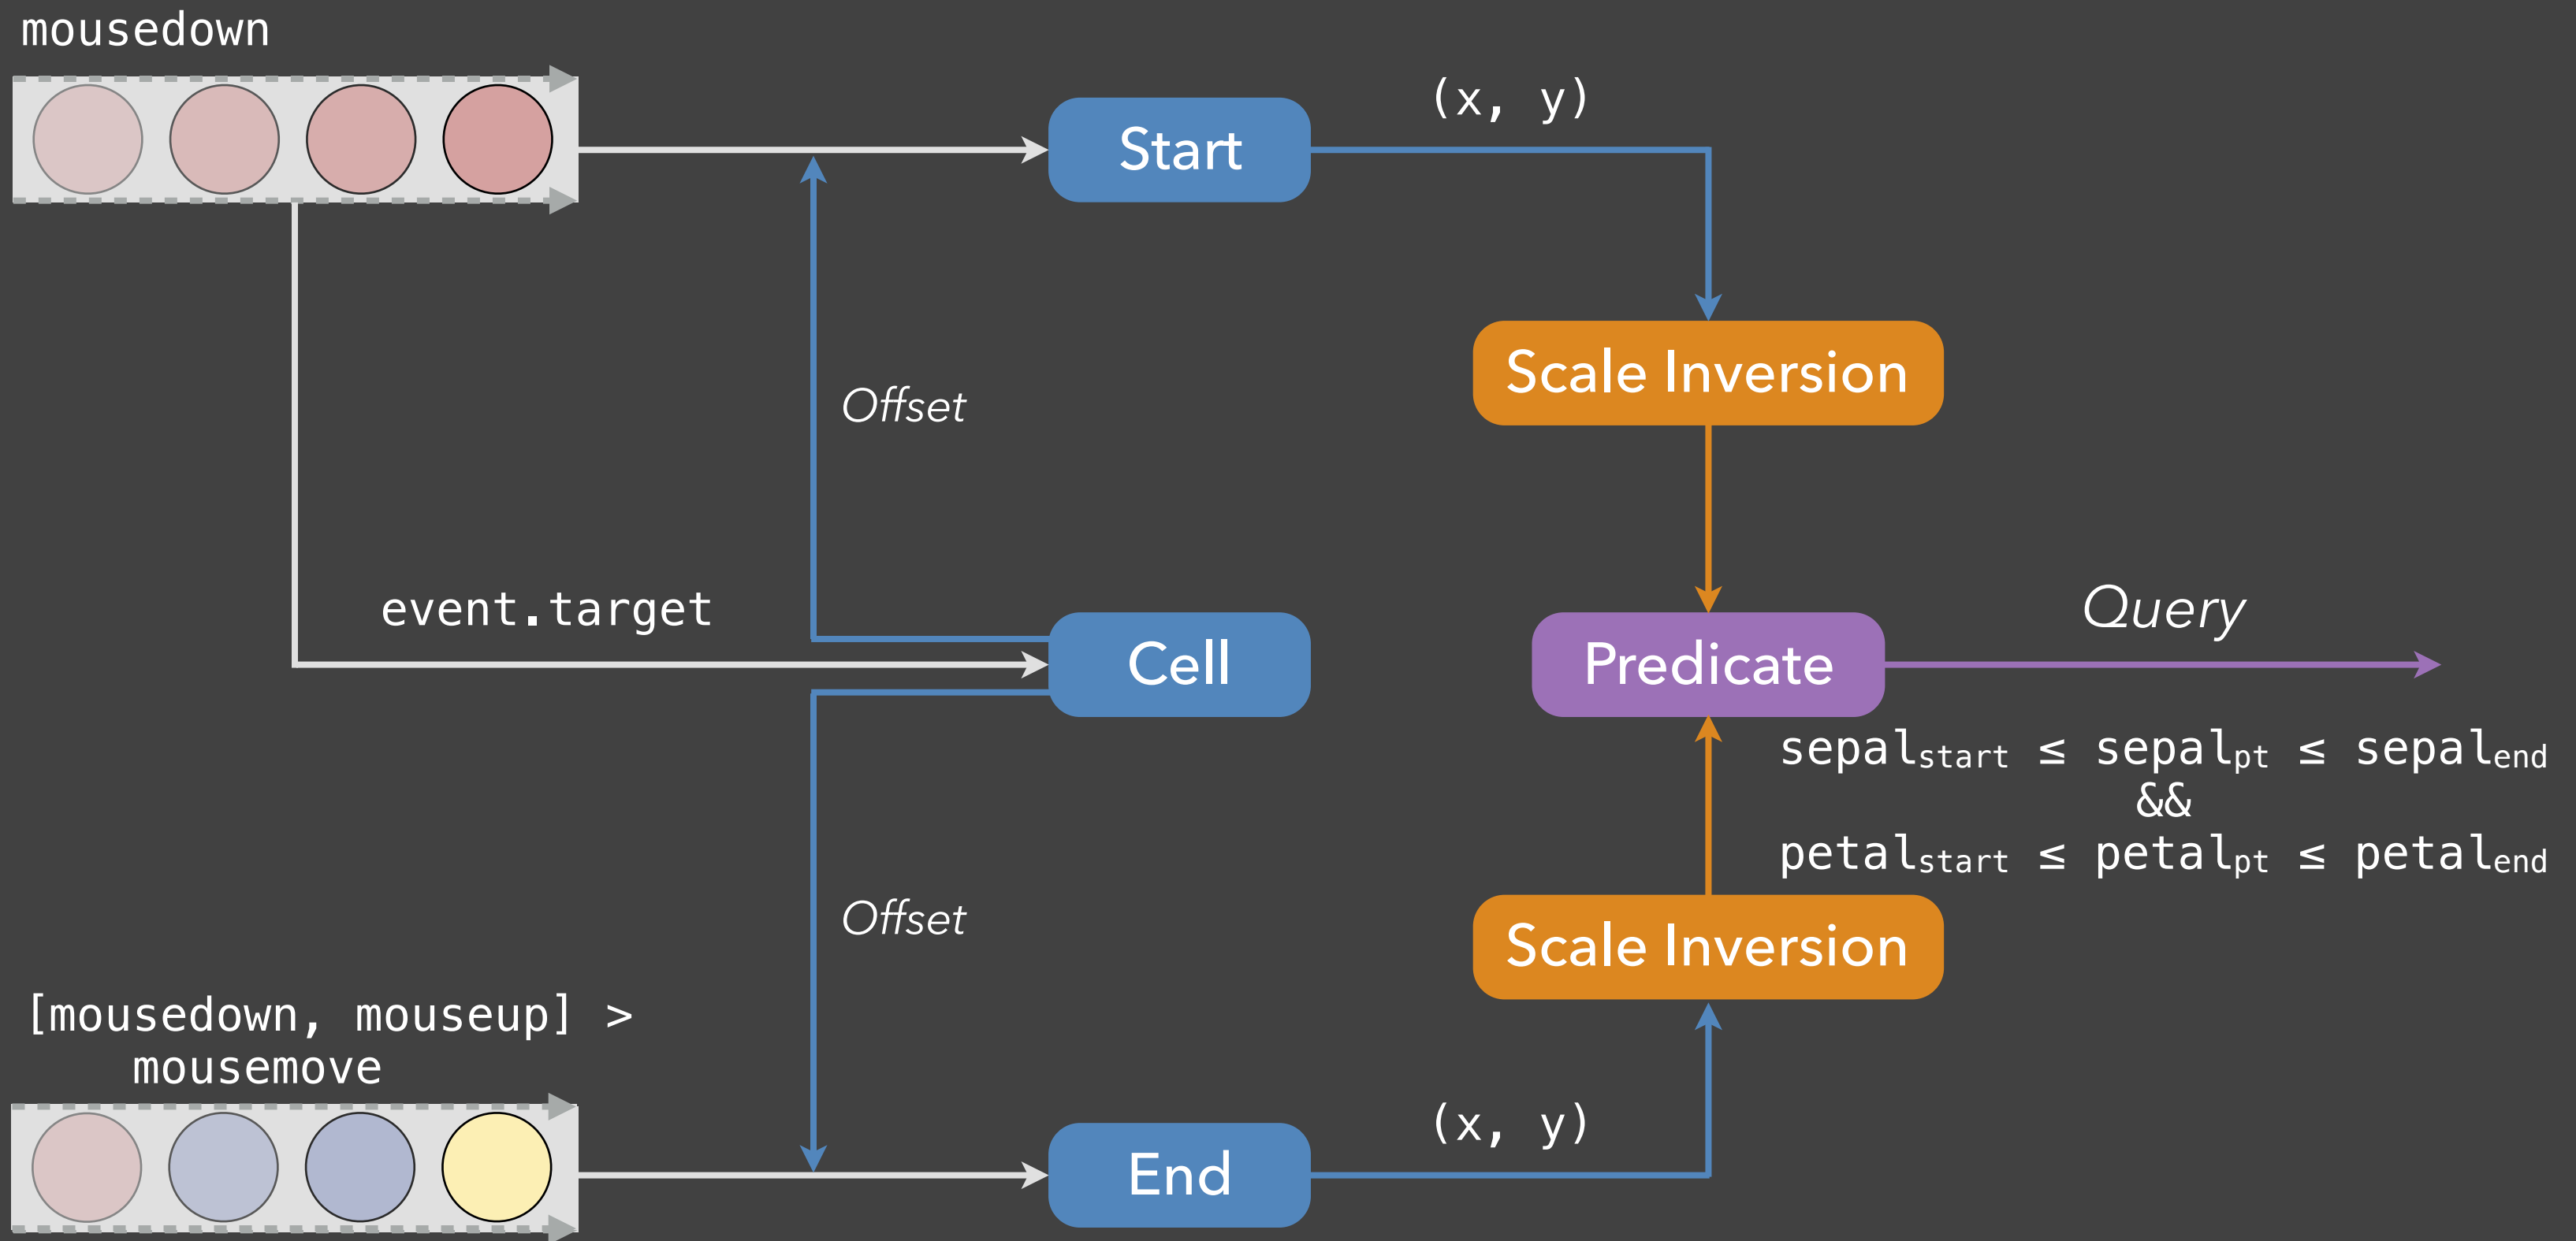 mousedown
Start
(x, y)
Scale Inversion
Offset
event.target
Cell
Predicate
Query
sepalstart ≤ sepalpt ≤ sepalend
&&
petalstart ≤ petalpt ≤ petalend
Offset
Scale Inversion
[mousedown, mouseup] >
mousemove
End
(x, y)